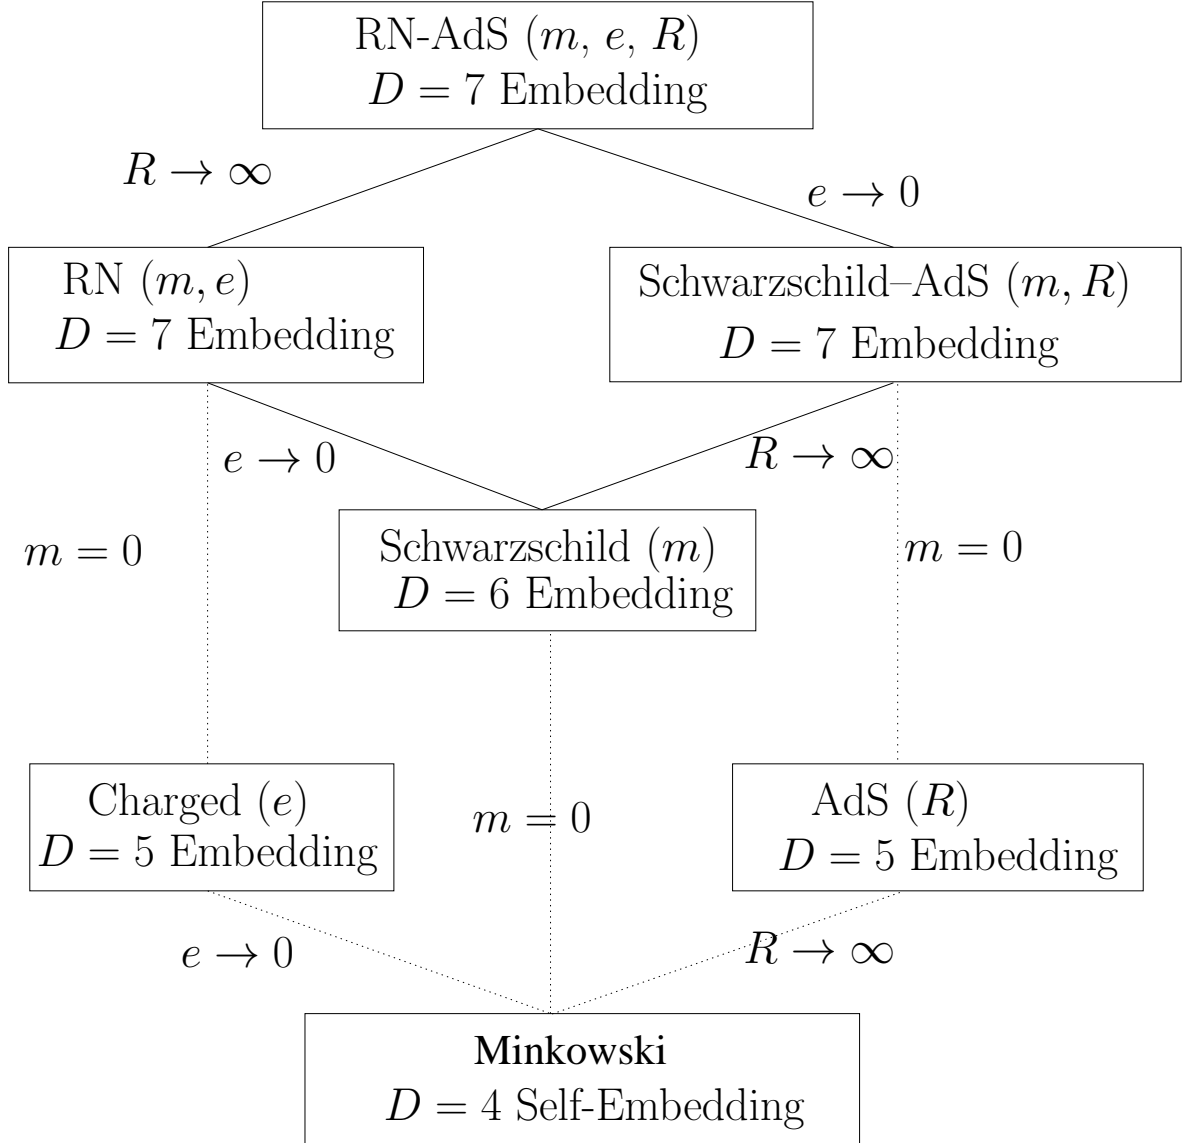 RN-AdS (m, e, R)
D = 7 Embedding
R → ∞
e → 0
RN (m, e)
D = 7 Embedding
Schwarzschild–AdS (m, R)
D = 7 Embedding
e → 0
R → ∞
m = 0
Schwarzschild (m)
D = 6 Embedding
m = 0
Charged (e)
D = 5 Embedding
m = 0
AdS (R)
D = 5 Embedding
e → 0
R → ∞
Minkowski
D = 4 Self-Embedding